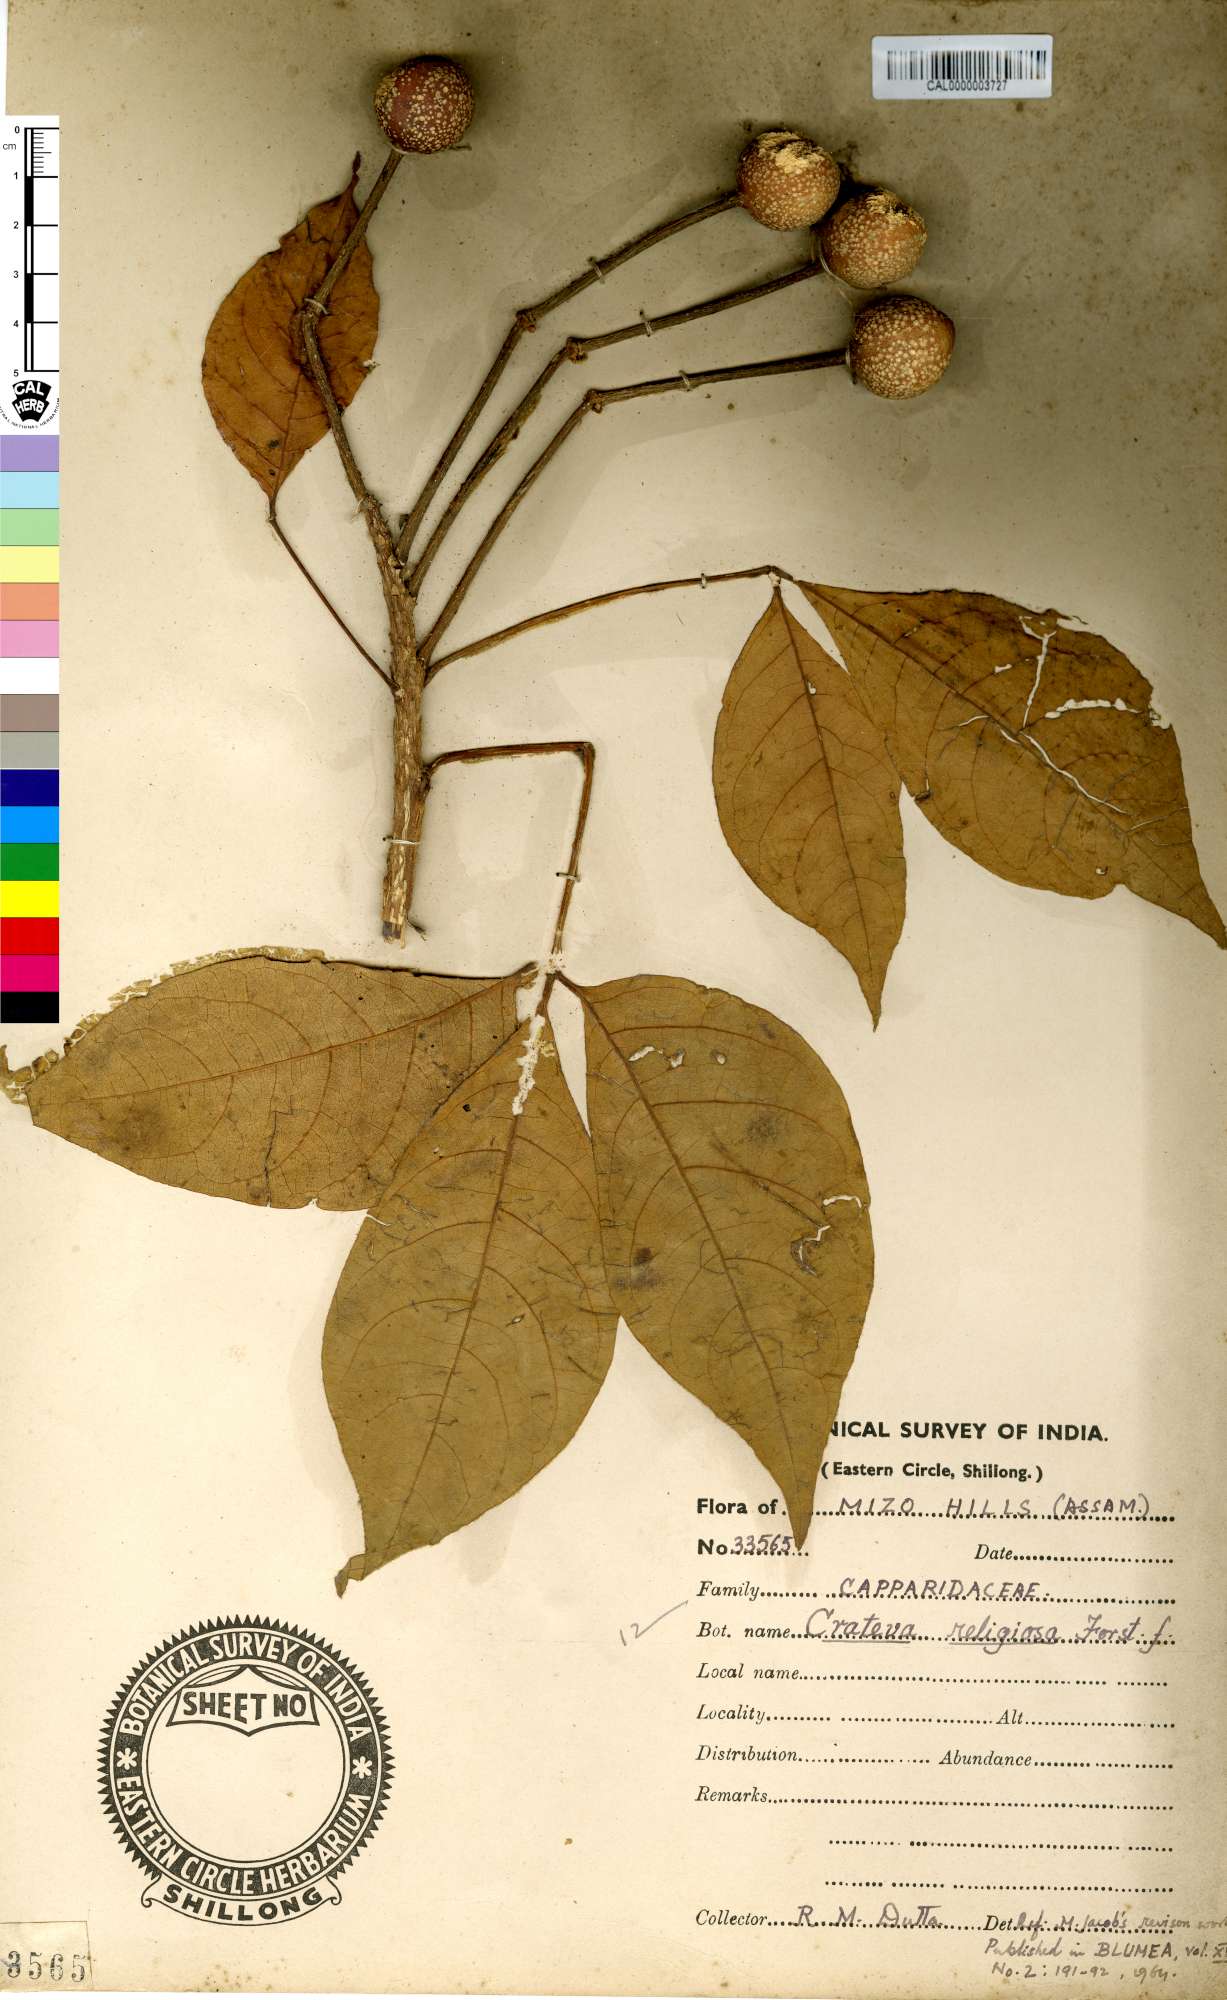 CAL0000003727
0
cm
1
2
3
4
5
CAL
HERB
NICAL SURVEY OF INDIA.
(Eastern Circle, Shillong.)
Flora of MIZO HILLS (ASSAM.)
No. 33565 Date
Family CAPPARIDACEAE
12
Bot. name Crateva religiosa Forst. f.
Local name
Locality Alt
Distribution Abundance
Remarks
Collector R. M. Dutta Det Ref: M. Jacob's revison work
Published in BLUMEA, vol. XI
No. 2: 191-92, 1964.
BOTANICAL SURVEY OF INDIA
SHEET NO
EASTERN CIRCLE HERBARIUM
SHILLONG
3565